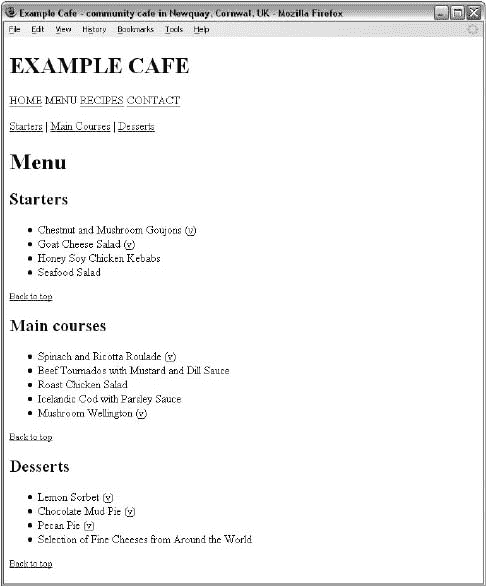 Example Cafe - community cafe in Newquay, Cornwal, UK - Mozilla Firefox
File Edit View History Bookmarks Tools Help
EXAMPLE CAFE
HOME MENU RECIPES CONTACT
Starters | Main Courses | Desserts
Menu
Starters
Chestnut and Mushroom Goujons (v)
Goat Cheese Salad (v)
Honey Soy Chicken Kebabs
Seafood Salad
Back to top
Main courses
Spinach and Ricotta Roulade (v)
Beef Tournados with Mustard and Dill Sauce
Roast Chicken Salad
Icelandic Cod with Parsley Sauce
Mushroom Wellington (v)
Back to top
Desserts
Lemon Sorbet (v)
Chocolate Mud Pie (v)
Pecan Pie (v)
Selection of Fine Cheeses from Around the World
Back to top